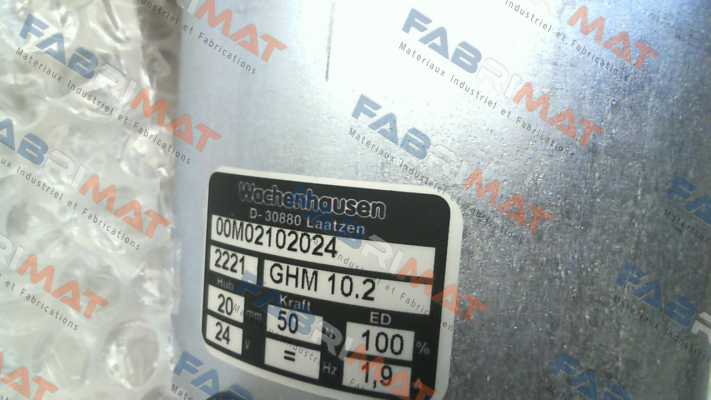 Wachenhausen
D-30880 Laatzen
00M02102024
2221 GHM 10.2
Hub Kraft ED
20 mm 50 100 %
24 V = Hz 1,9 A
FABRIMAT
Matériaux Industriel et Fabrications